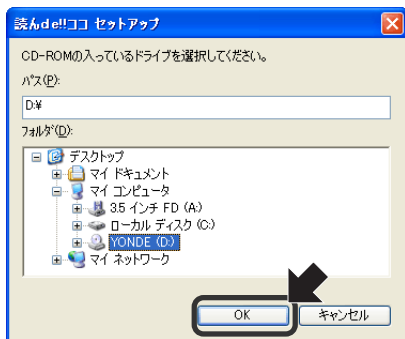 読んde!!ココ セットアップ
CD-ROMの入っているドライブを選択してください。
パス(P):
D:¥
フォルダ(D):
デスクトップ
マイ ドキュメント
マイ コンピュータ
3.5 インチ FD (A:)
ローカル ディスク (C:)
YONDE (D:)
マイ ネットワーク
OK
キャンセル